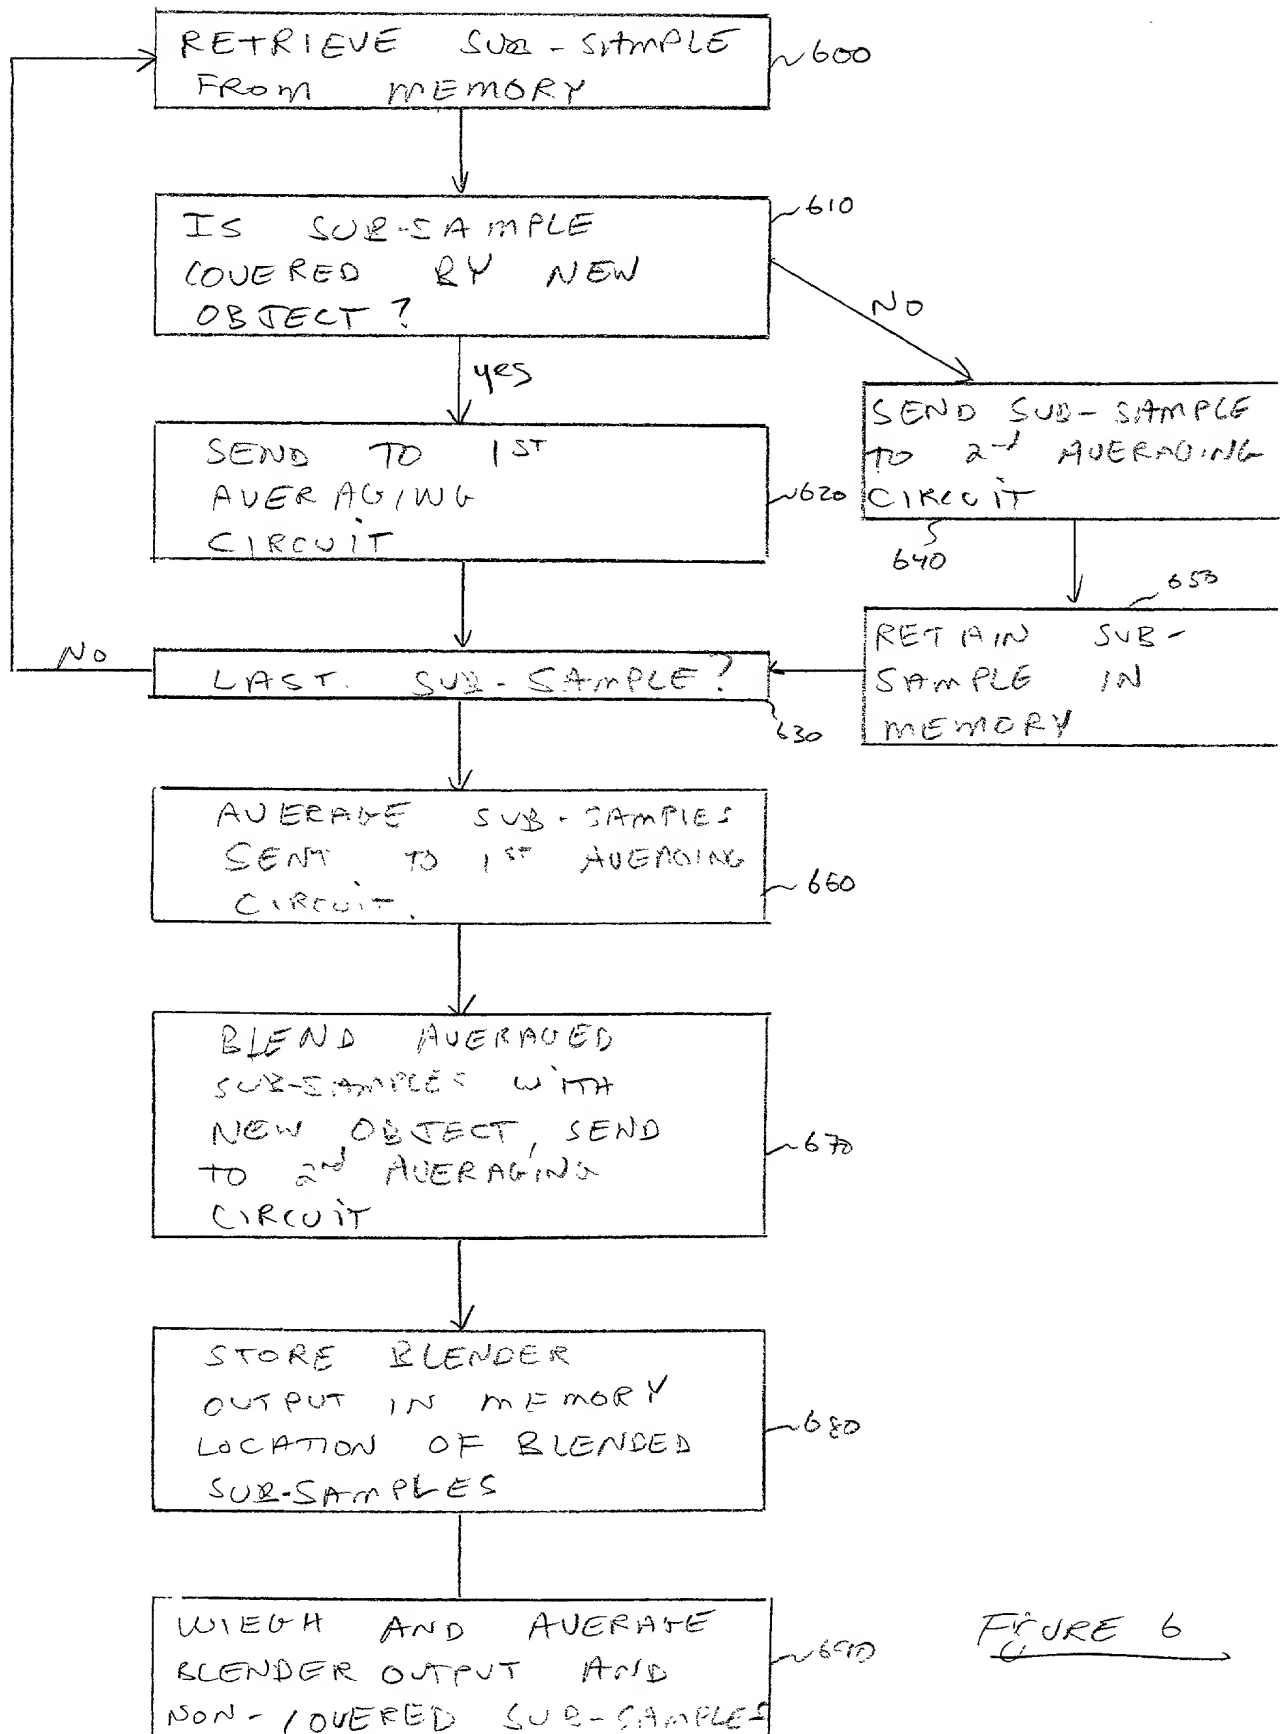 RETRIEVE SUB-SAMPLE
FROM MEMORY
600
IS SUB-SAMPLE
COVERED BY NEW
OBJECT?
610
NO
yes
SEND TO 1ST
AVERAGING
CIRCUIT
620
SEND SUB-SAMPLE
TO 2nd AVERAGING
CIRCUIT
640
650
RETAIN SUB-
SAMPLE IN
MEMORY
NO
LAST SUB-SAMPLE?
630
AVERAGE SUB-SAMPLES
SENT TO 1ST AVERAGING
CIRCUIT.
660
BLEND AVERAGED
SUB-SAMPLES WITH
NEW OBJECT, SEND
TO 2nd AVERAGING
CIRCUIT
670
STORE BLENDER
OUTPUT IN MEMORY
LOCATION OF BLENDED
SUB-SAMPLES
680
WIEGH AND AVERAGE
BLENDER OUTPUT AND
NON-COVERED SUB-SAMPLES
690
FIGURE 6